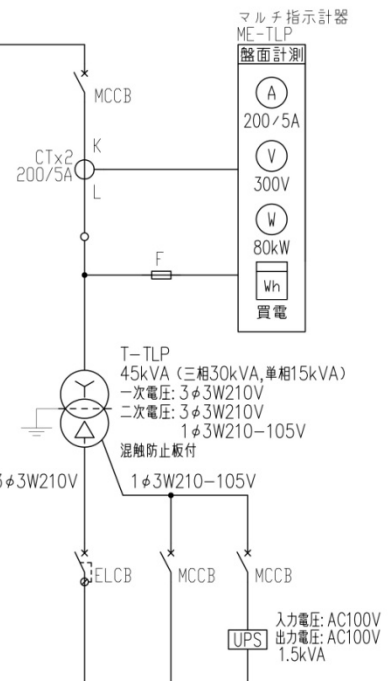 マルチ指示計器
ME-TLP
盤面計測
A
200/5A
V
300V
W
80kW
Wh
買電
MCCB
K
CTx2
200/5A
L
F
T-TLP
45kVA (三相30kVA,単相15kVA)
一次電圧: 3φ3W210V
二次電圧: 3φ3W210V
1φ3W210-105V
混触防止板付
3φ3W210V
1φ3W210-105V
ELCB
MCCB
MCCB
UPS
入力電圧: AC100V
出力電圧: AC100V
1.5kVA